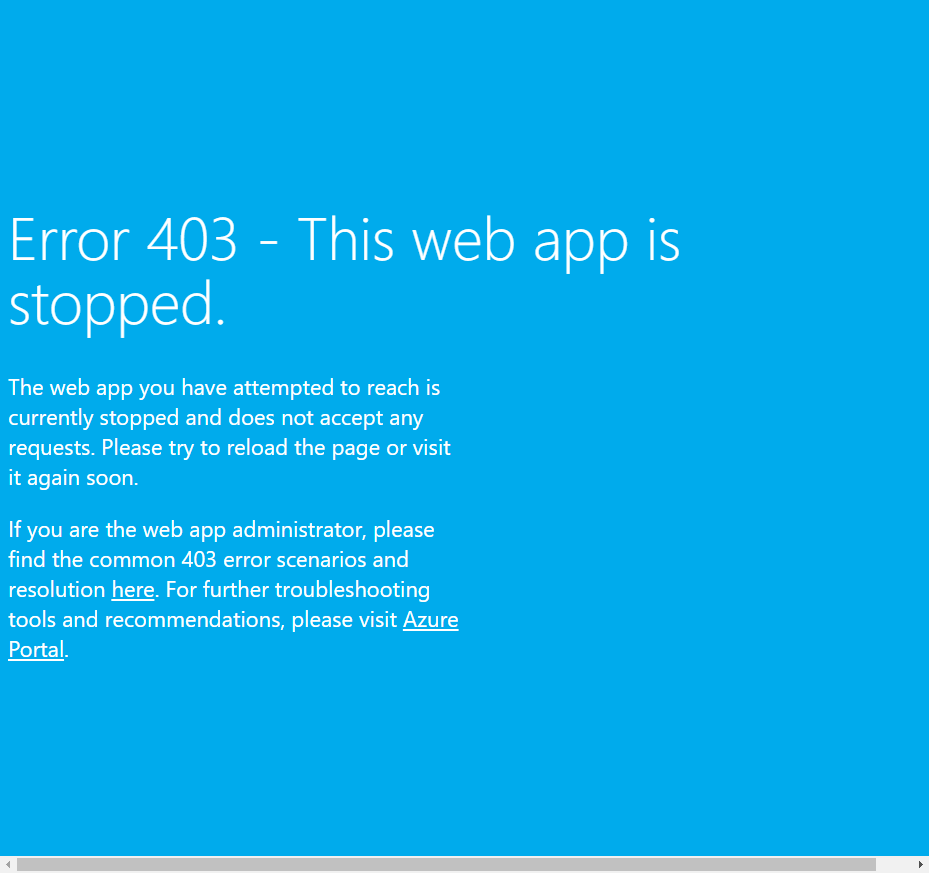 Error 403 - This web app is
stopped.
The web app you have attempted to reach is
currently stopped and does not accept any
requests. Please try to reload the page or visit
it again soon.
If you are the web app administrator, please
find the common 403 error scenarios and
resolution here. For further troubleshooting
tools and recommendations, please visit Azure
Portal.